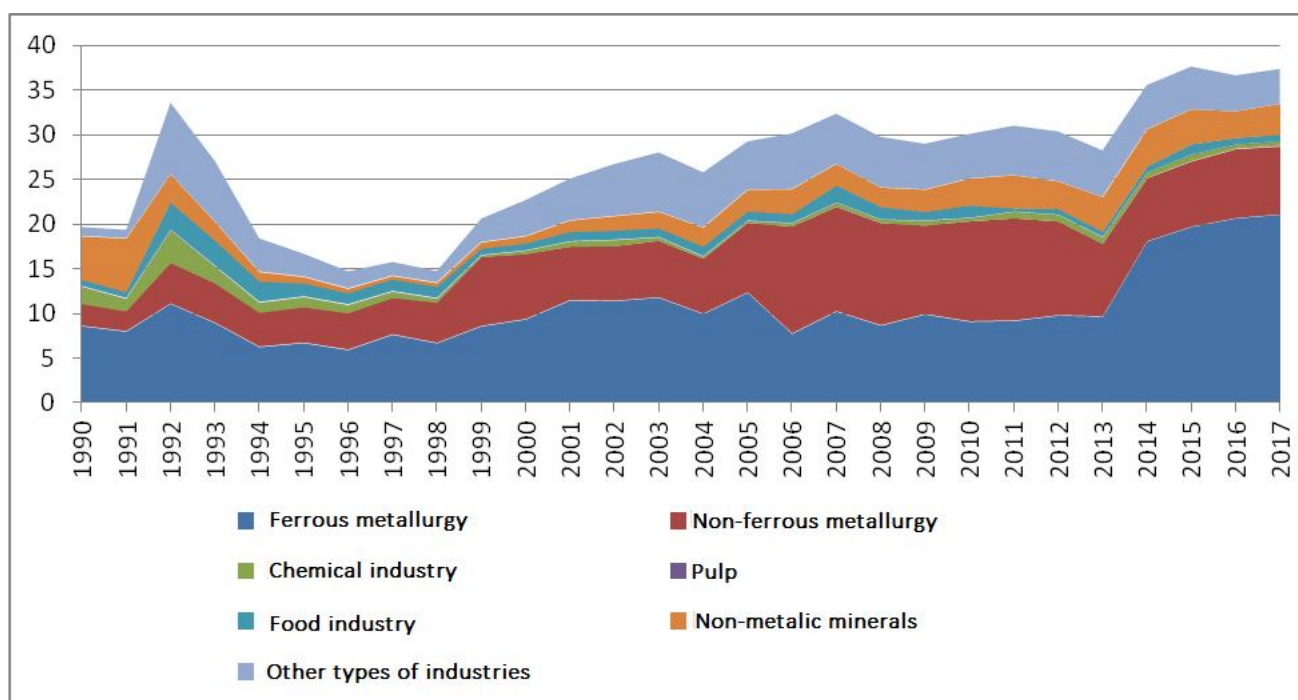 40
35
30
25
20
15
10
5
0
1990 1991 1992 1993 1994 1995 1996 1997 1998 1999 2000 2001 2002 2003 2004 2005 2006 2007 2008 2009 2010 2011 2012 2013 2014 2015 2016 2017
Ferrous metallurgy
Non-ferrous metallurgy
Chemical industry
Pulp
Food industry
Non-metalic minerals
Other types of industries